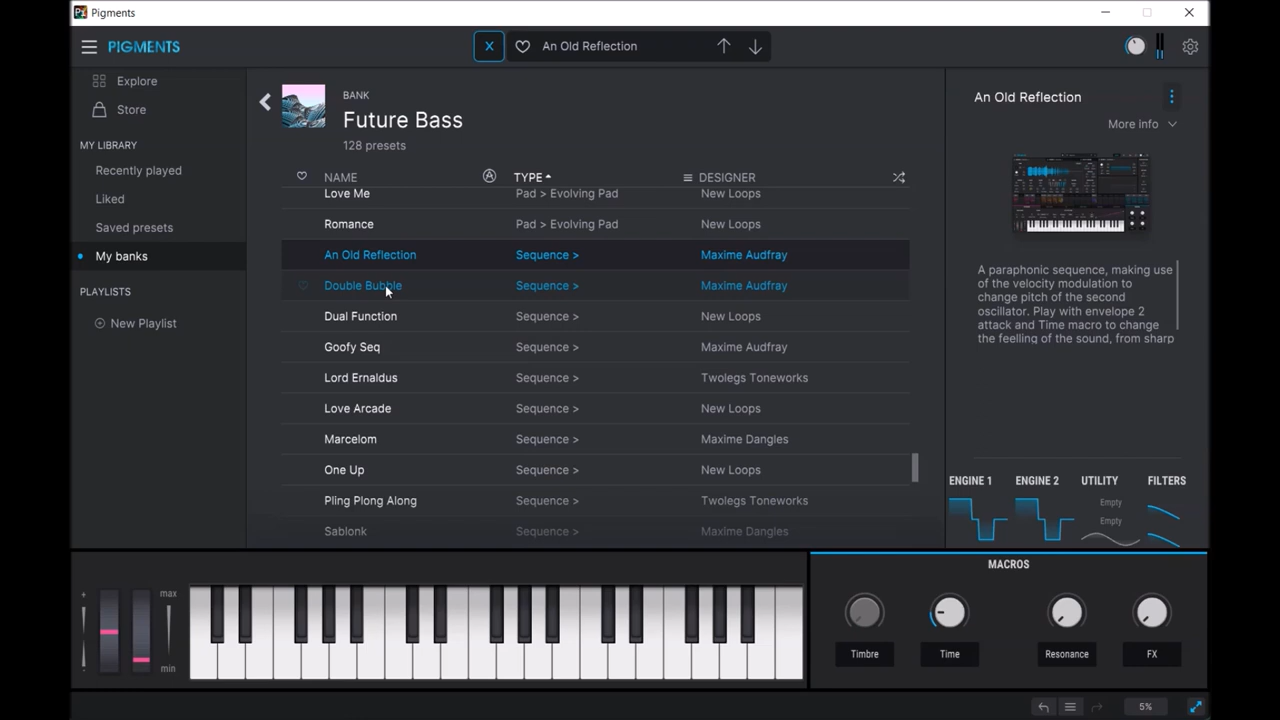 Pigments
PIGMENTS
X An Old Reflection
Explore
Store
MY LIBRARY
Recently played
Liked
Saved presets
My banks
PLAYLISTS
New Playlist
BANK
Future Bass
128 presets
NAME TYPE DESIGNER
Love Me Pad > Evolving Pad New Loops
Romance Pad > Evolving Pad New Loops
An Old Reflection Sequence > Maxime Audfray
Double Bubble Sequence > Maxime Audfray
Dual Function Sequence > New Loops
Goofy Seq Sequence > Maxime Audfray
Lord Ernaldus Sequence > Twolegs Toneworks
Love Arcade Sequence > New Loops
Marcelom Sequence > Maxime Dangles
One Up Sequence > New Loops
Pling Plong Along Sequence > Twolegs Toneworks
Sablonk Sequence > Maxime Dangles
An Old Reflection
More info
A paraphonic sequence, making use
of the velocity modulation to
change pitch of the second
oscillator. Play with envelope 2
attack and Time macro to change
the feelling of the sound, from sharp
ENGINE 1 ENGINE 2 UTILITY FILTERS
Empty
Empty
+ max
- min
MACROS
Timbre Time Resonance FX
5%